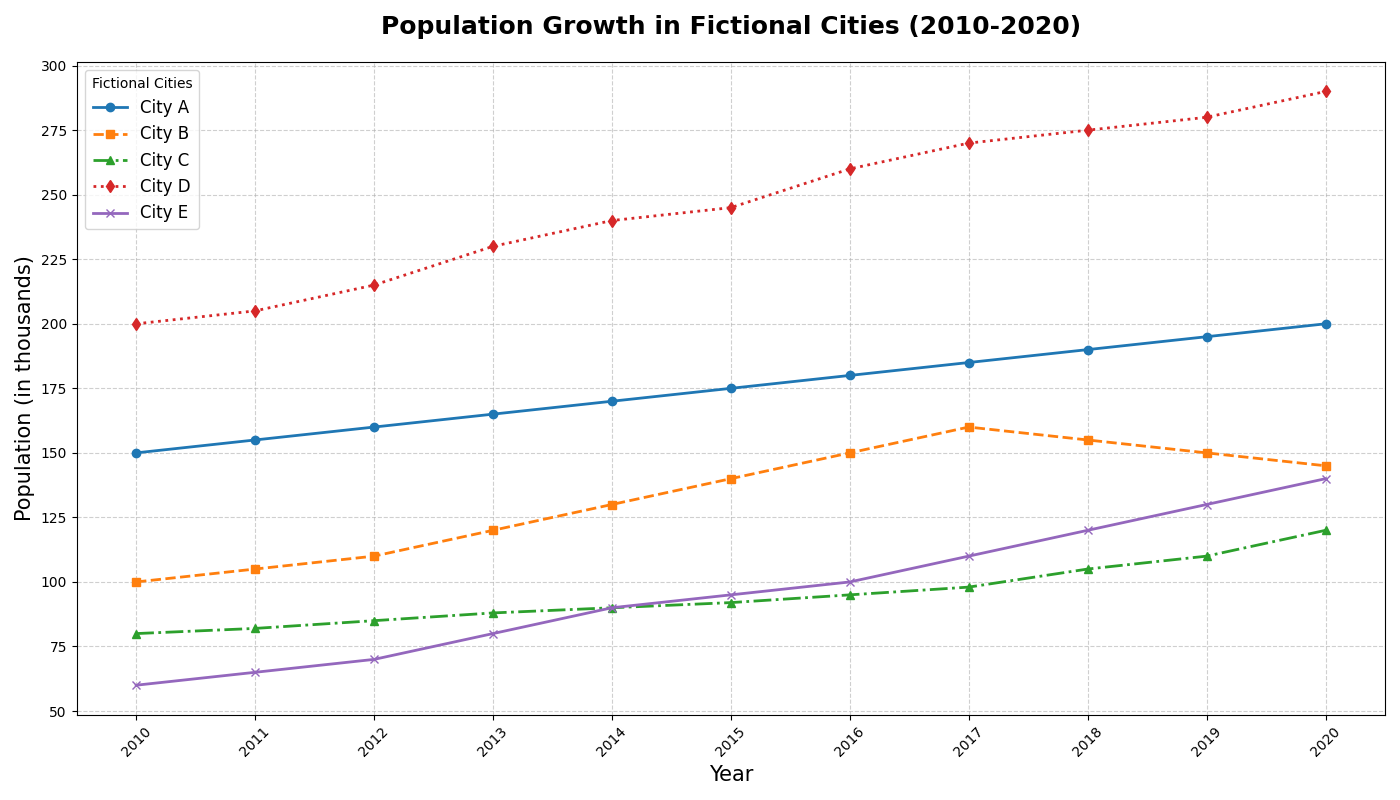 Population Growth in Fictional Cities (2010-2020)
Fictional Cities
City A
City B
City C
City D
City E
Population (in thousands)
300
275
250
225
200
175
150
125
100
75
50
2010
2011
2012
2013
2014
2015
2016
2017
2018
2019
2020
Year